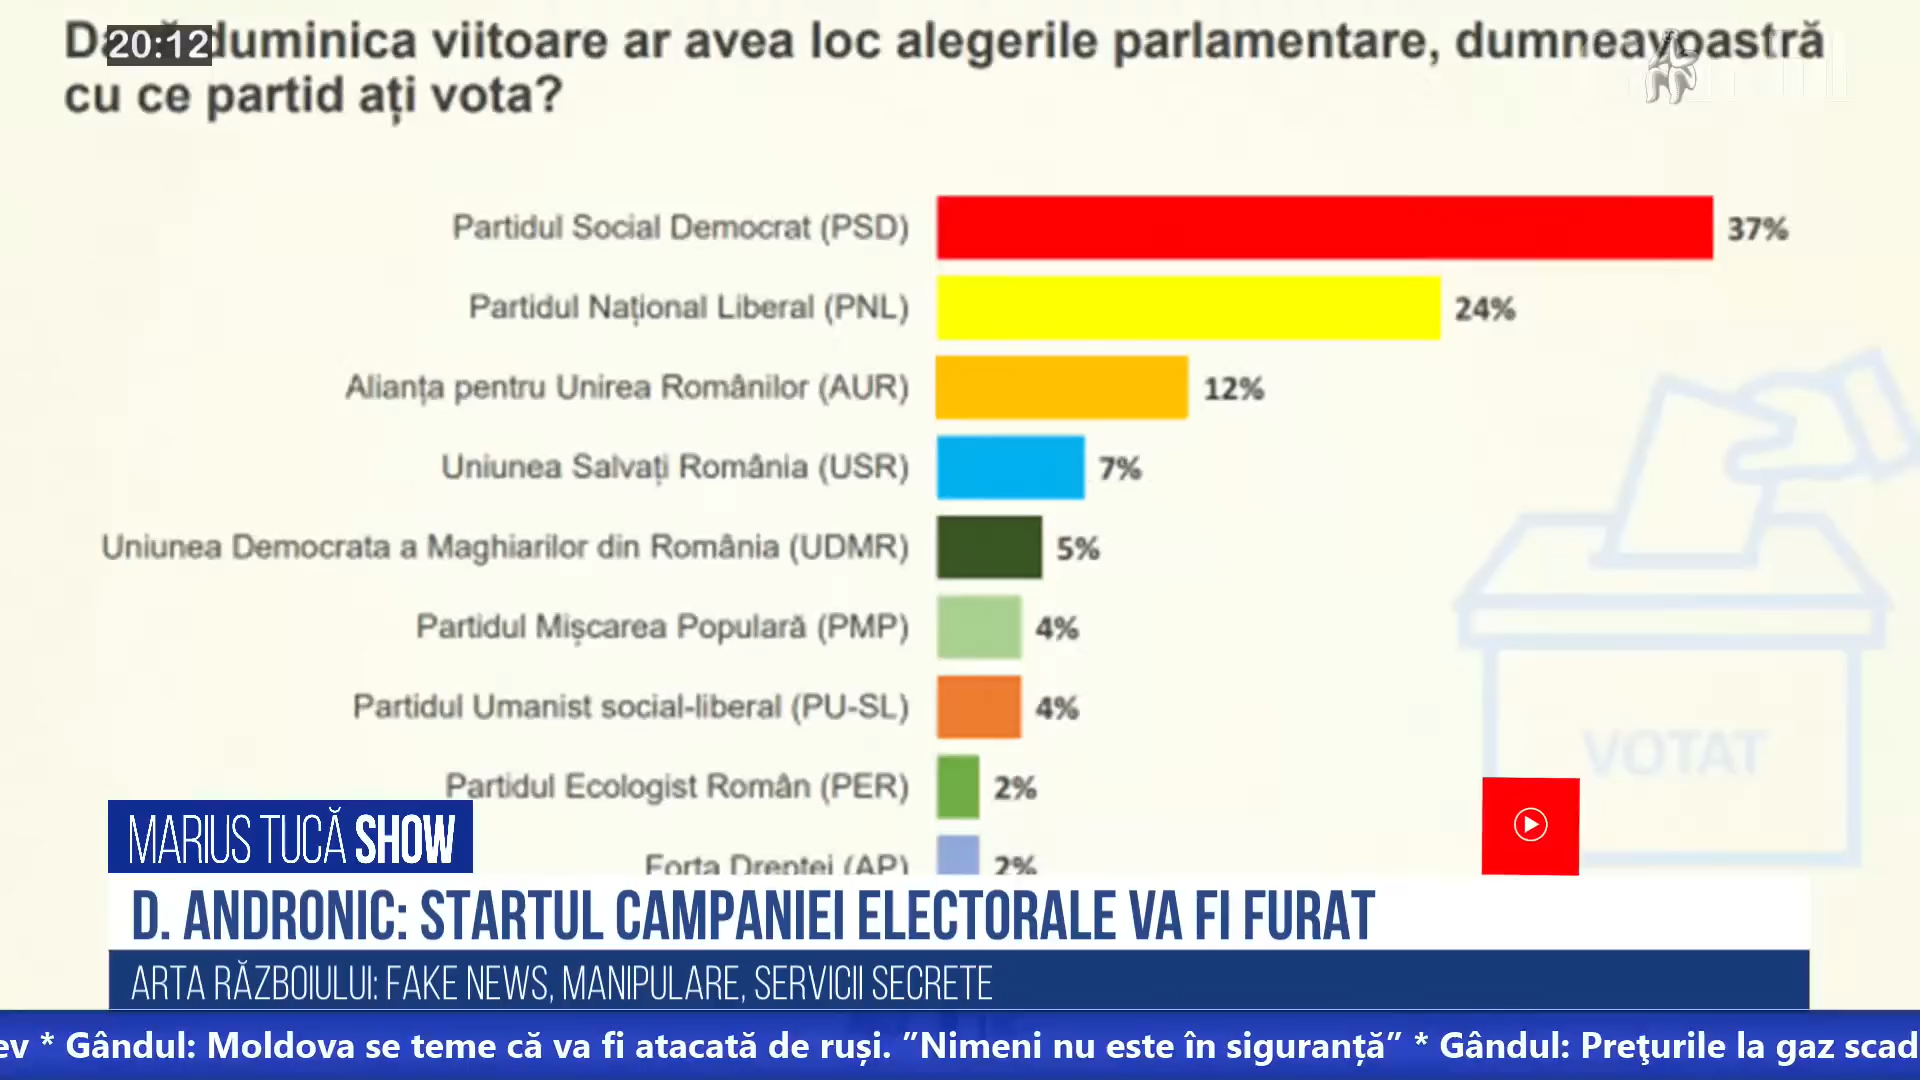 Da duminica viitoare ar avea loc alegerile parlamentare, dumneavoastră
20:12
cu ce partid ați vota?
Partidul Social Democrat (PSD) 37%
Partidul Național Liberal (PNL) 24%
Alianța pentru Unirea Românilor (AUR) 12%
Uniunea Salvați România (USR) 7%
Uniunea Democrata a Maghiarilor din România (UDMR) 5%
Partidul Mișcarea Populară (PMP) 4%
Partidul Umanist social-liberal (PU-SL) 4%
Partidul Ecologist Român (PER) 2%
Forța Dreptei (AP) 2%
VOTAT
MARIUS TUCĂ SHOW
D. ANDRONIC: STARTUL CAMPANIEI ELECTORALE VA FI FURAT
ARTA RĂZBOIULUI: FAKE NEWS, MANIPULARE, SERVICII SECRETE
ev * Gândul: Moldova se teme că va fi atacată de ruși. ”Nimeni nu este în siguranță” * Gândul: Preţurile la gaz scad